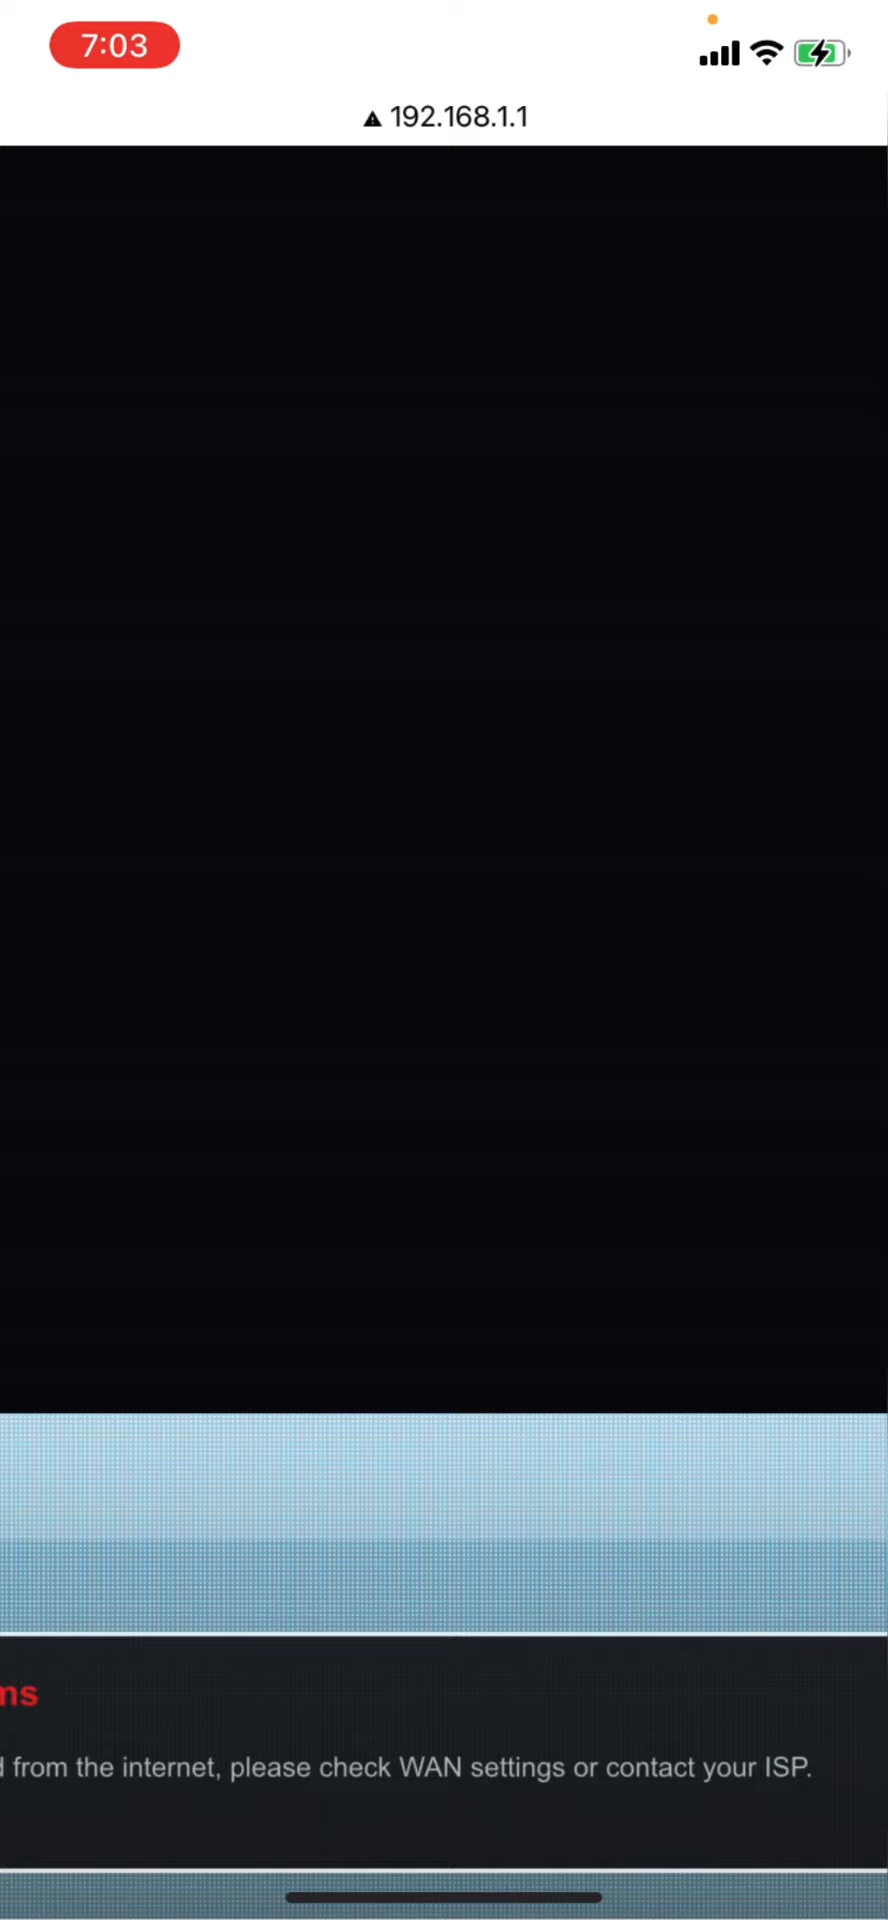 7:03
192.168.1.1
ms
from the internet, please check WAN settings or contact your ISP.